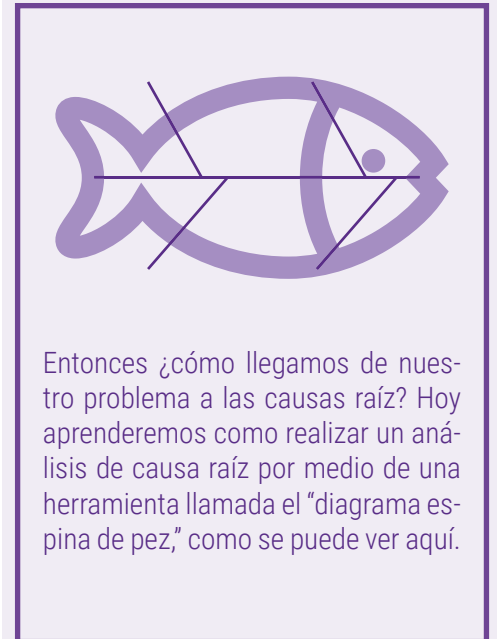 Entonces ¿cómo llegamos de nues-
tro problema a las causas raíz? Hoy
aprenderemos como realizar un aná-
lisis de causa raíz por medio de una
herramienta llamada el “diagrama es-
pina de pez,” como se puede ver aquí.